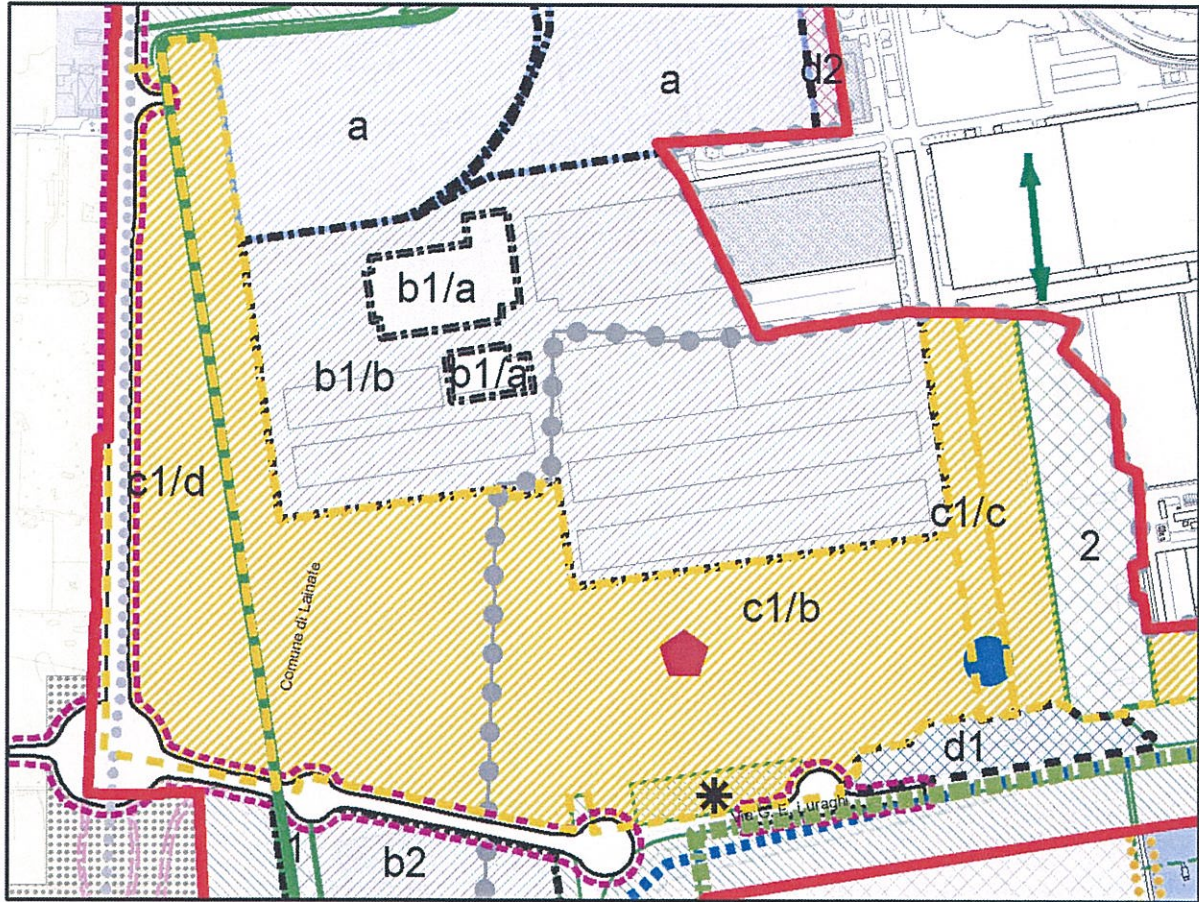 d2
a
a
b1/a
b1/b
b1/a
c1/d
c1/c
2
c1/b
Comune di Lainate
d1
Via G. E. Luraghi
1
b2